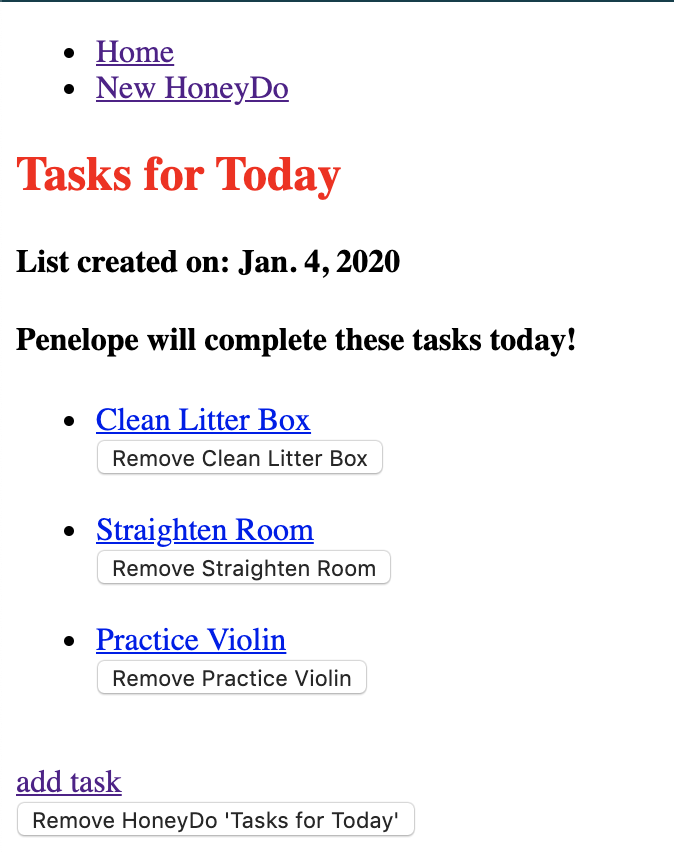 Home
New HoneyDo
Tasks for Today
List created on: Jan. 4, 2020
Penelope will complete these tasks today!
Clean Litter Box
Remove Clean Litter Box
Straighten Room
Remove Straighten Room
Practice Violin
Remove Practice Violin
add task
Remove HoneyDo 'Tasks for Today'